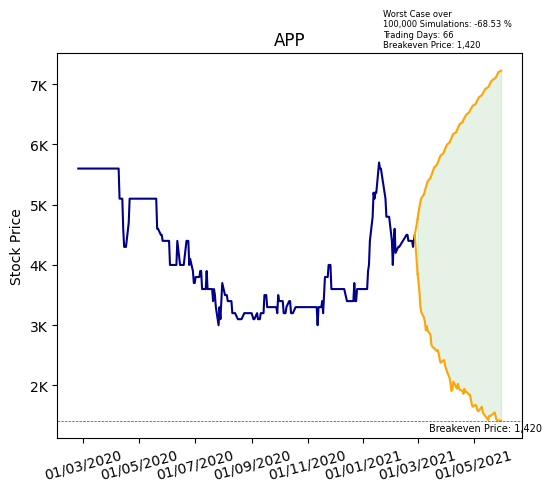 Worst Case over
100,000 Simulations: -68.53 %
Trading Days: 66
Breakeven Price: 1,420
APP
Stock Price
7K
6K
5K
4K
3K
2K
Breakeven Price: 1,420
01/03/2020
01/05/2020
01/07/2020
01/09/2020
01/11/2020
01/01/2021
01/03/2021
01/05/2021